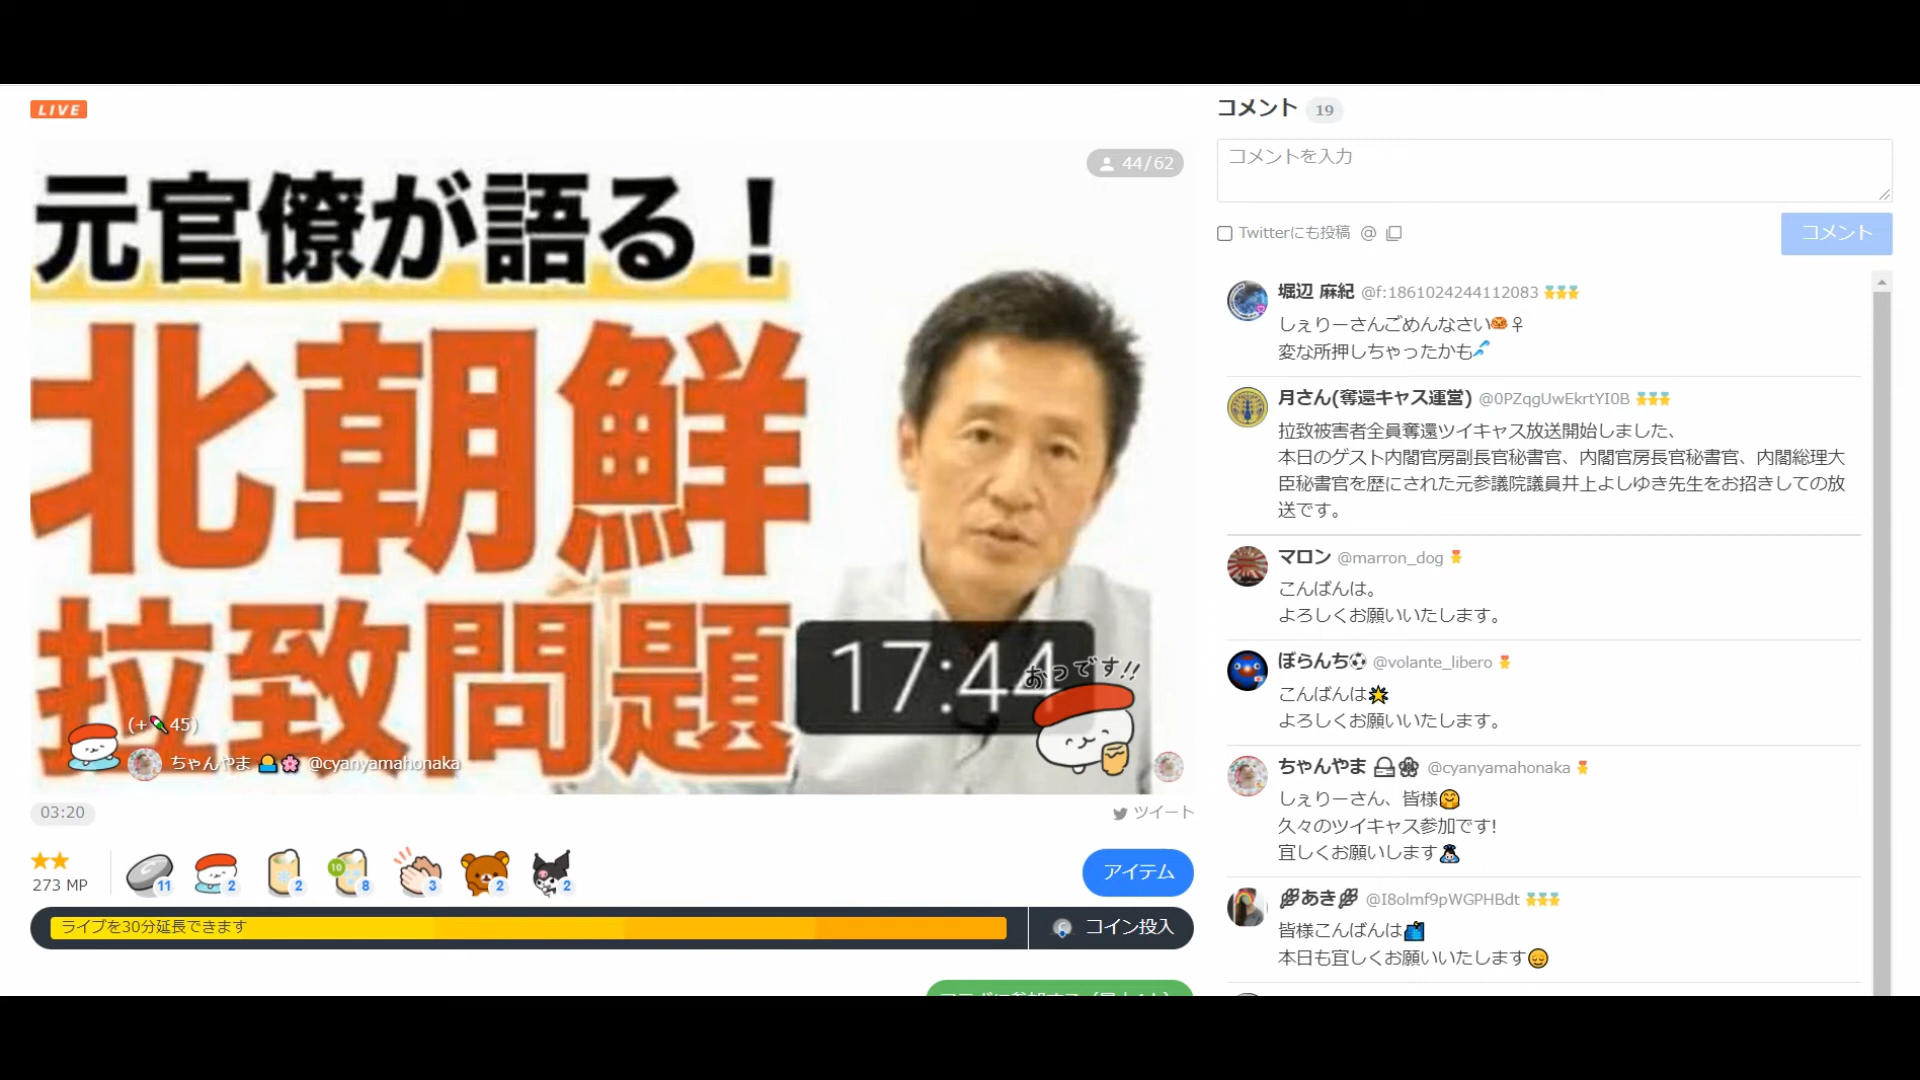 LIVE
44/62
元官僚が語る！
北朝鮮
拉致問題
17:44
おつです!!
(+ 45)
ちゃんやま @cyanyamahonaka
03:20
ツイート
273 MP
11
2
2
10
8
3
2
2
アイテム
ライブを30分延長できます
コイン投入
コメント 19
コメントを入力
Twitterにも投稿 @
コメント
堀辺 麻紀 @f:1861024244112083
しぇりーさんごめんなさい♀
変な所押しちゃったかも
月さん(奪還キャス運営) @0PZqgUwEkrtYI0B
拉致被害者全員奪還ツイキャス放送開始しました、
本日のゲスト内閣官房副長官秘書官、内閣官房長官秘書官、内閣総理大
臣秘書官を歴にされた元参議院議員井上よしゆき先生をお招きしての放
送です。
マロン @marron_dog
こんばんは。
よろしくお願いいたします。
ぼらんち⚽ @volante_libero
こんばんは🌟
よろしくお願いいたします。
ちゃんやま @cyanyamahonaka
しぇりーさん、皆様🤗
久々のツイキャス参加です!
宜しくお願いします
あき @I8olmf9pWGPHBdt
皆様こんばんは
本日も宜しくお願いいたします